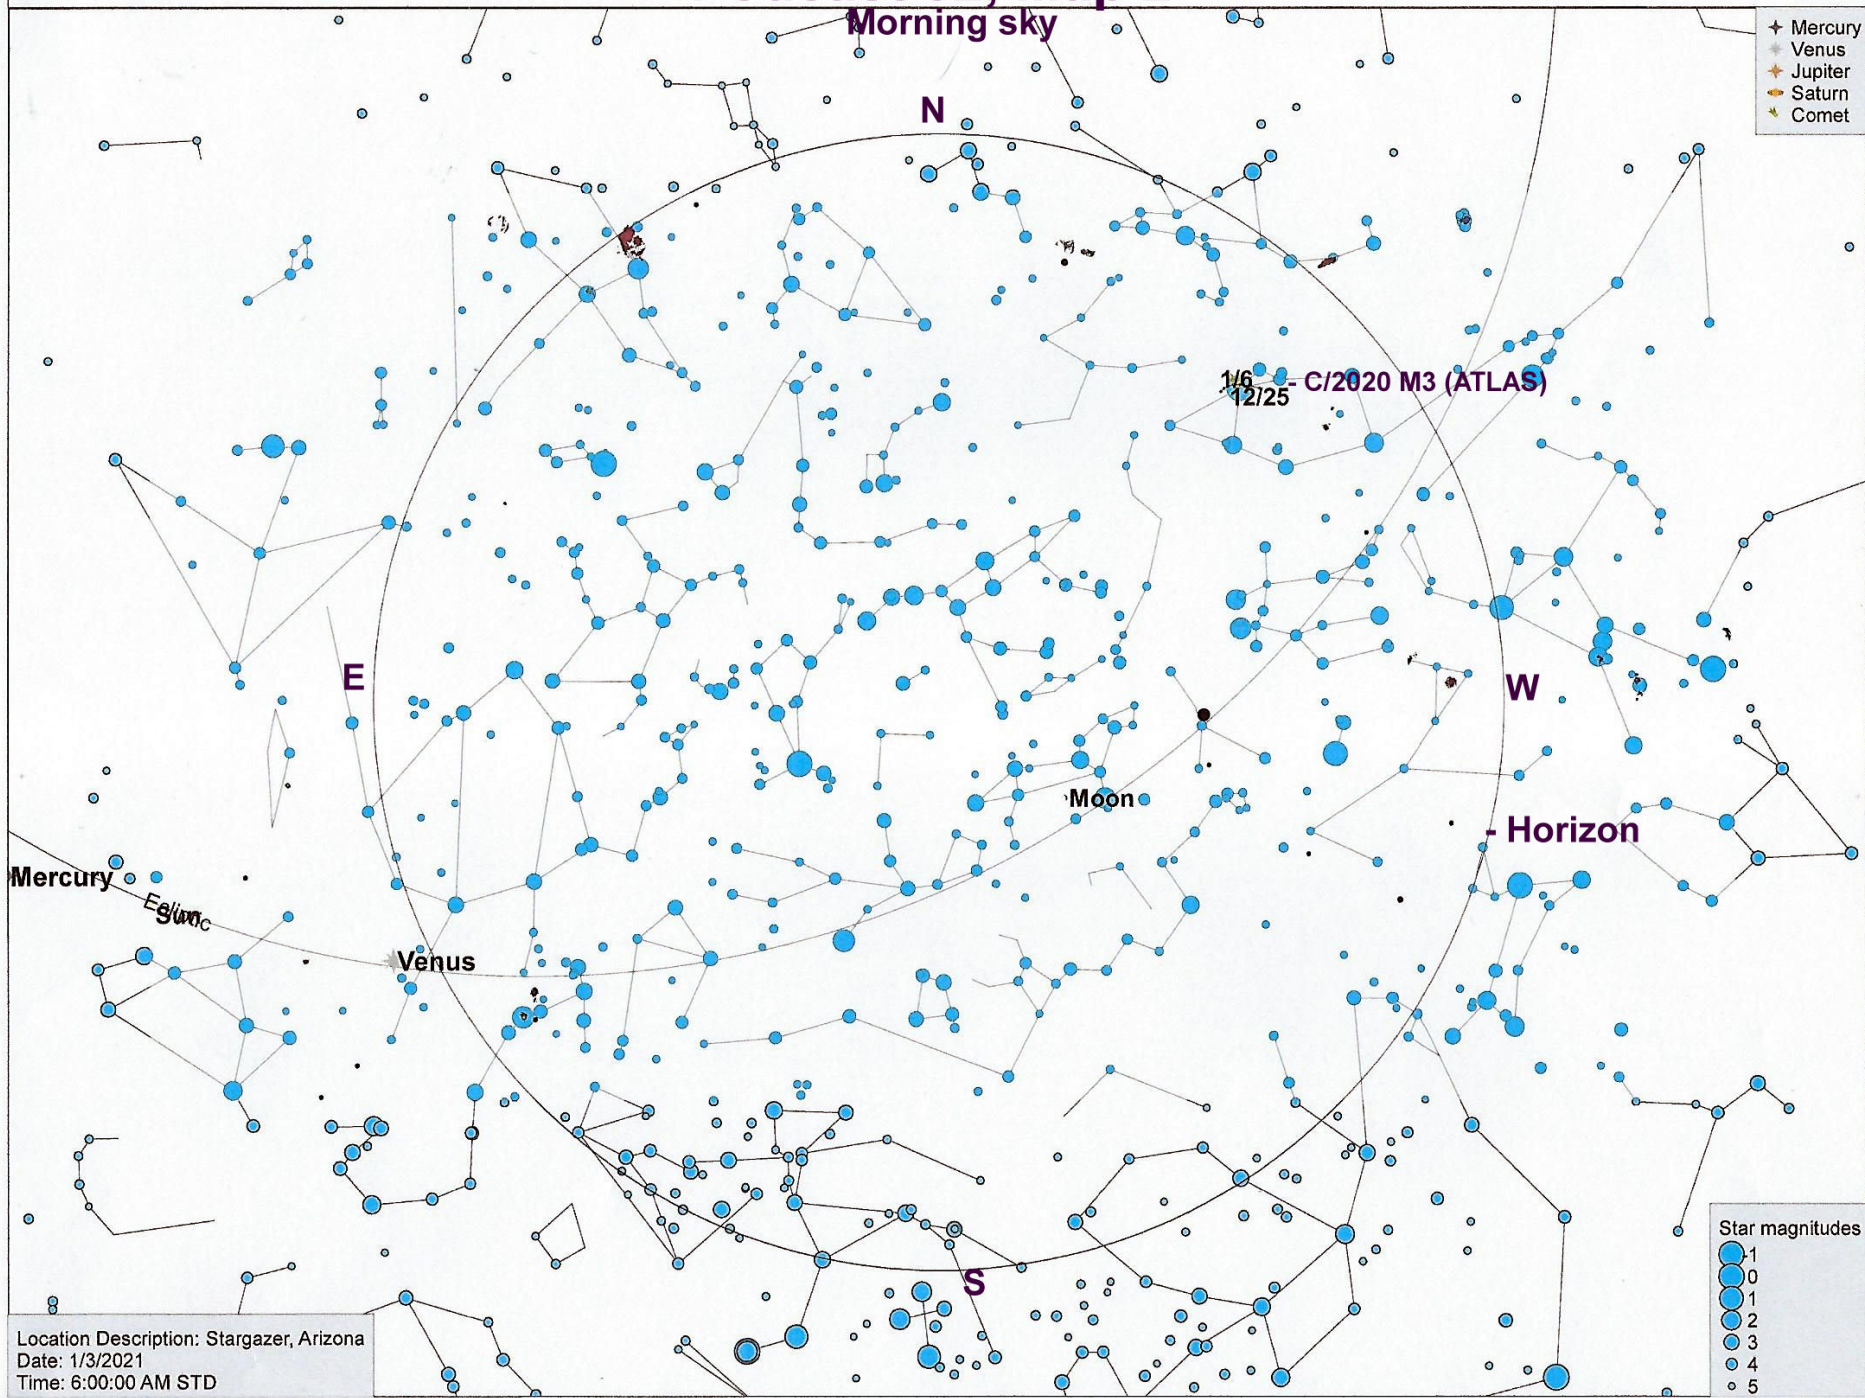 Morning sky
Mercury
Venus
Jupiter
Saturn
Comet
N
1/6
12/25
- C/2020 M3 (ATLAS)
E
W
Moon
- Horizon
Mercury
Ecliptic
Sun
Venus
S
Star magnitudes
-1
0
1
2
3
4
5
Location Description: Stargazer, Arizona
Date: 1/3/2021
Time: 6:00:00 AM STD